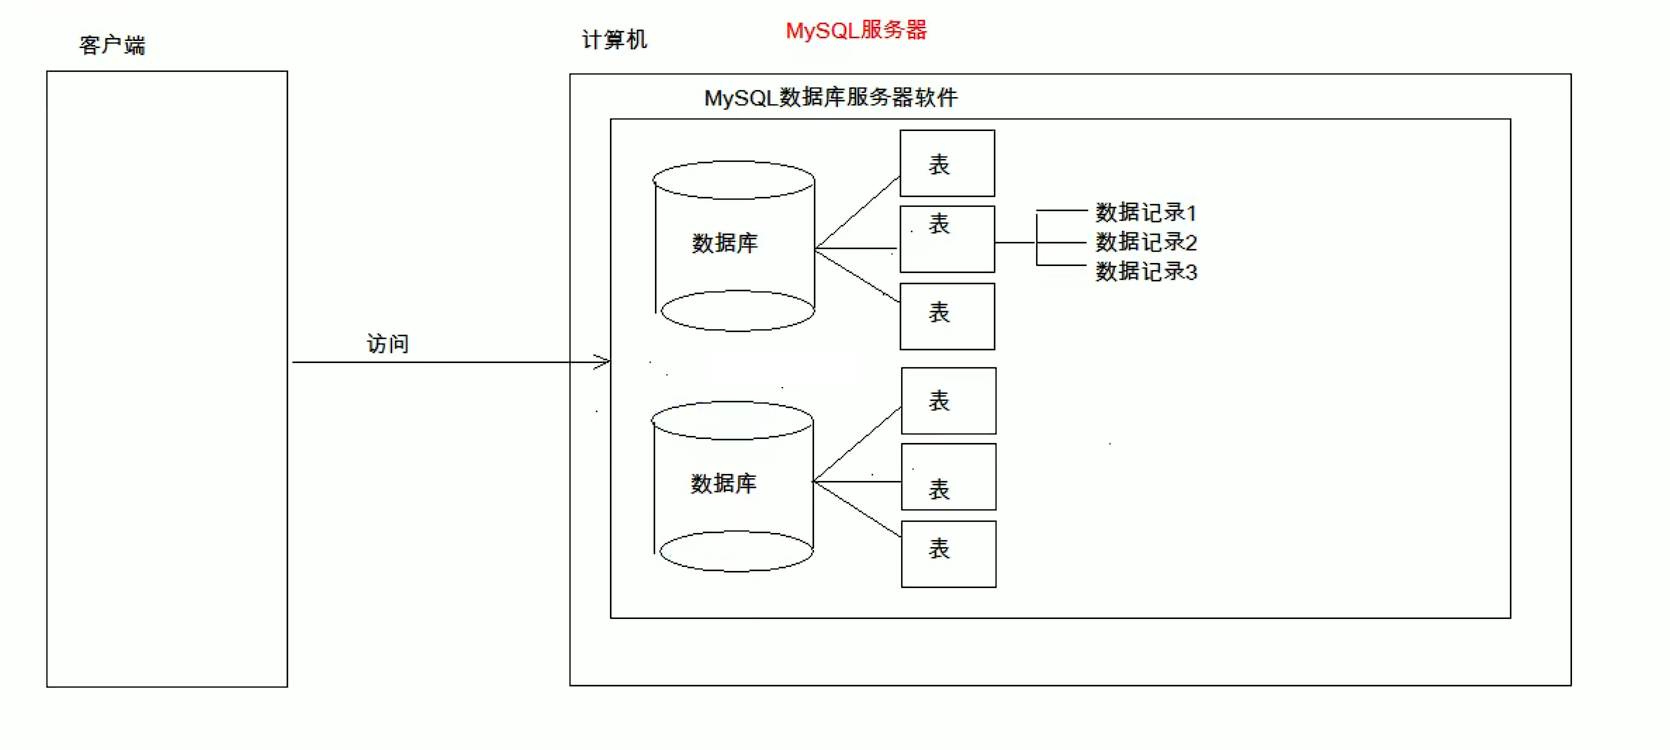 客户端
计算机
MySQL服务器
MySQL数据库服务器软件
表
数据库
表
数据记录1
数据记录2
数据记录3
表
访问
表
数据库
表
表